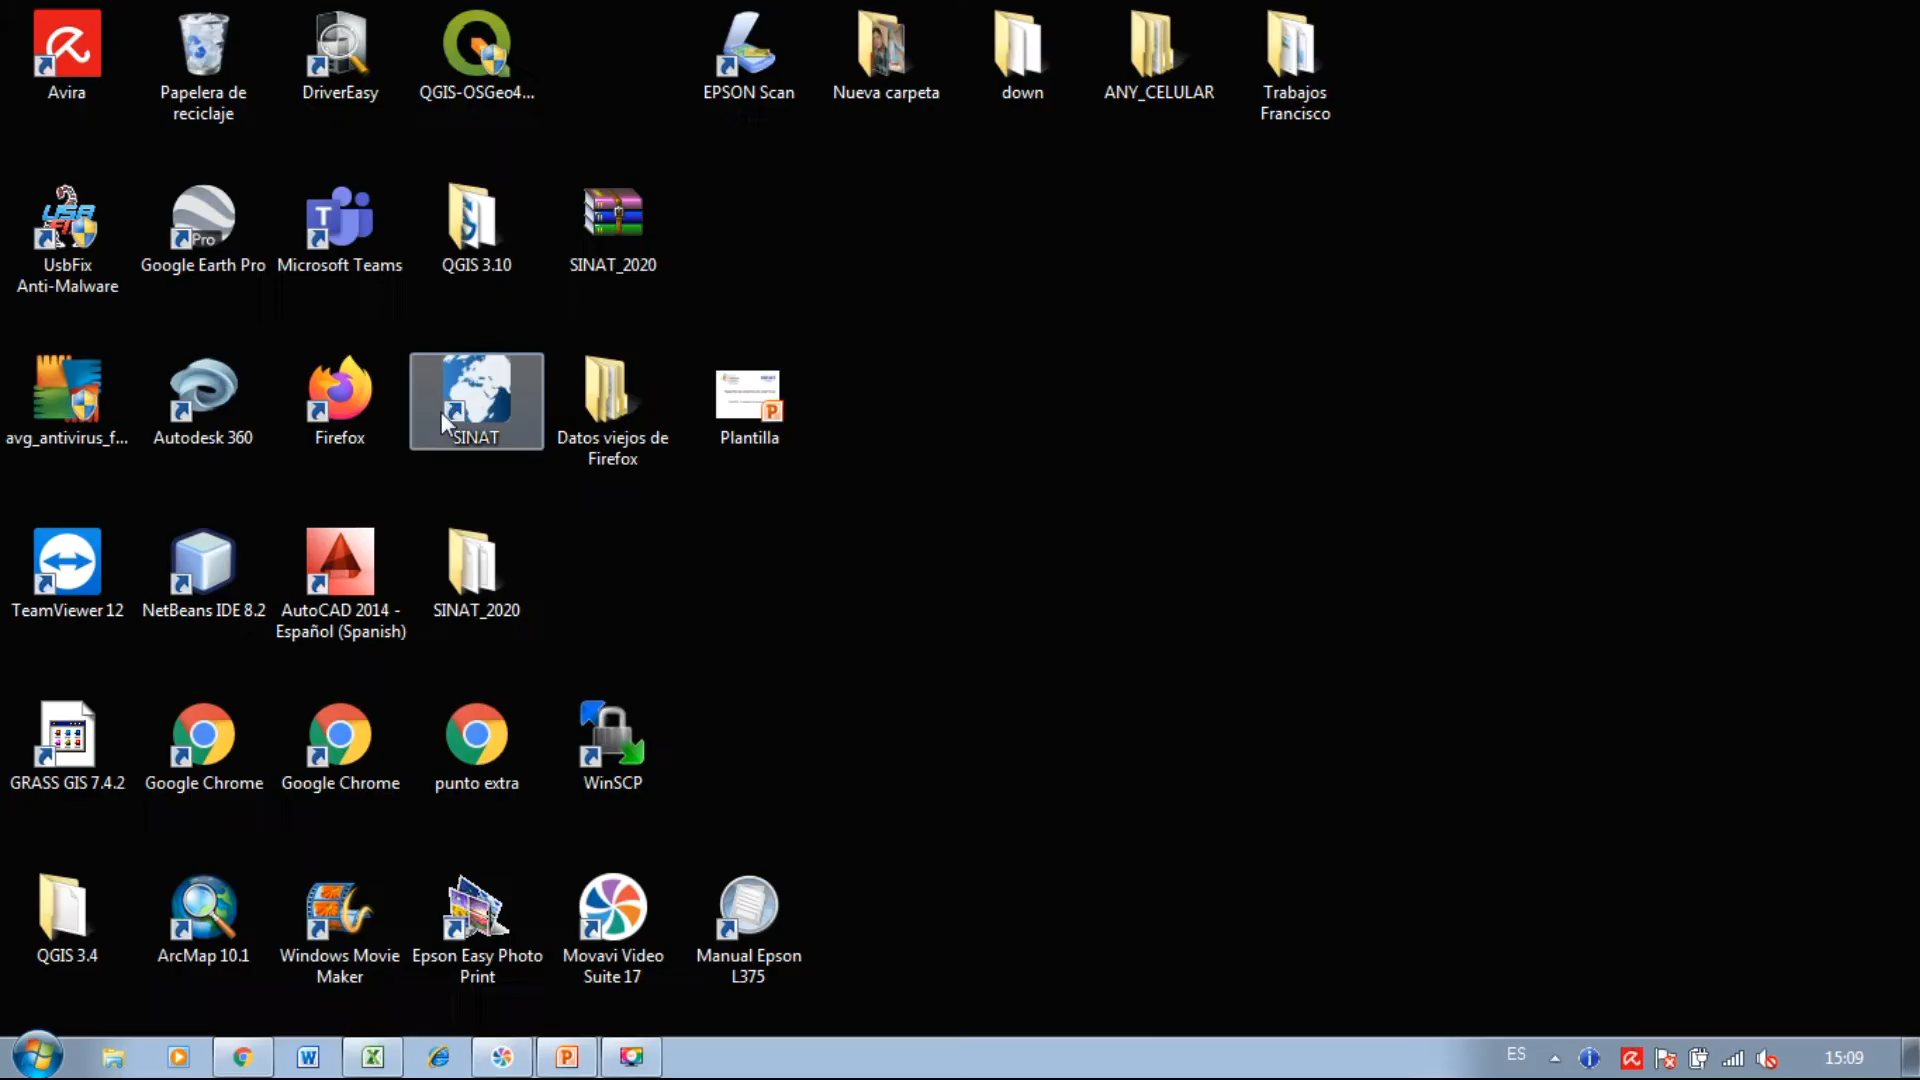 Avira
Papelera de
reciclaje
DriverEasy
QGIS-OSGeo4...
EPSON Scan
Nueva carpeta
down
ANY_CELULAR
Trabajos
Francisco
UsbFix
Anti-Malware
Pro
Google Earth Pro
T
Microsoft Teams
QGIS 3.10
SINAT_2020
avg_antivirus_f...
Autodesk 360
Firefox
SINAT
Datos viejos de
Firefox
P
Plantilla
TeamViewer 12
NetBeans IDE 8.2
AutoCAD 2014 -
Español (Spanish)
SINAT_2020
GRASS GIS 7.4.2
Google Chrome
Google Chrome
punto extra
WinSCP
QGIS 3.4
ArcMap 10.1
Windows Movie
Maker
Epson Easy Photo
Print
Movavi Video
Suite 17
Manual Epson
L375
W
X
P
ES
15:09